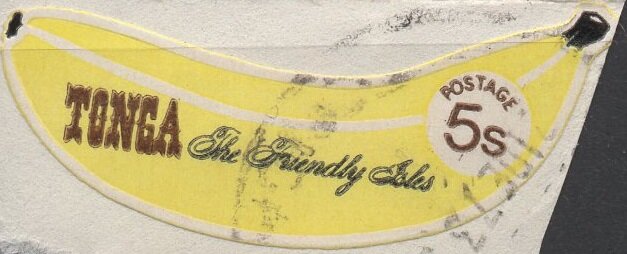 TONGA
The Friendly Isles
POSTAGE
5s